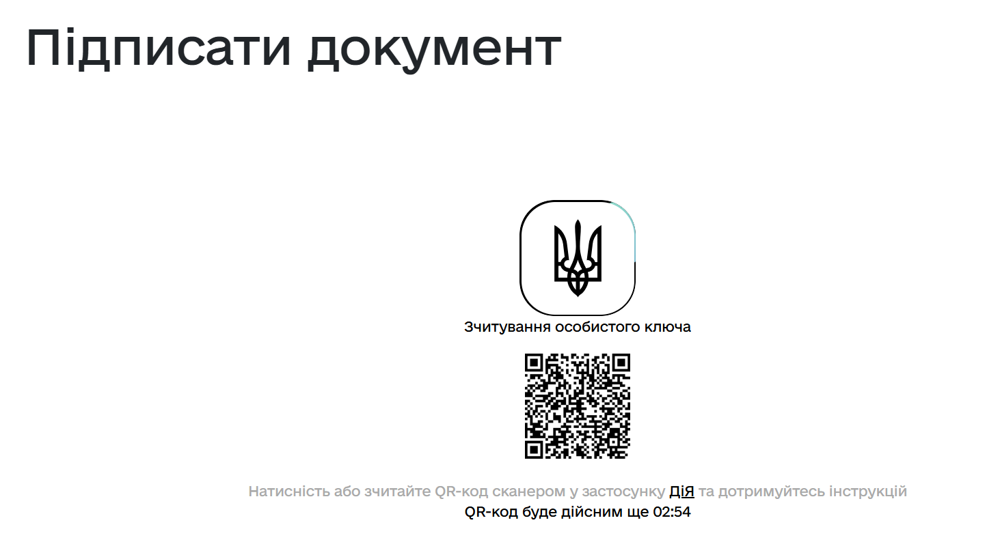 Підписати документ
Зчитування особистого ключа
Натисність або зчитайте QR-код сканером у застосунку ДіЯ та дотримуйтесь інструкцій
QR-код буде дійсним ще 02:54